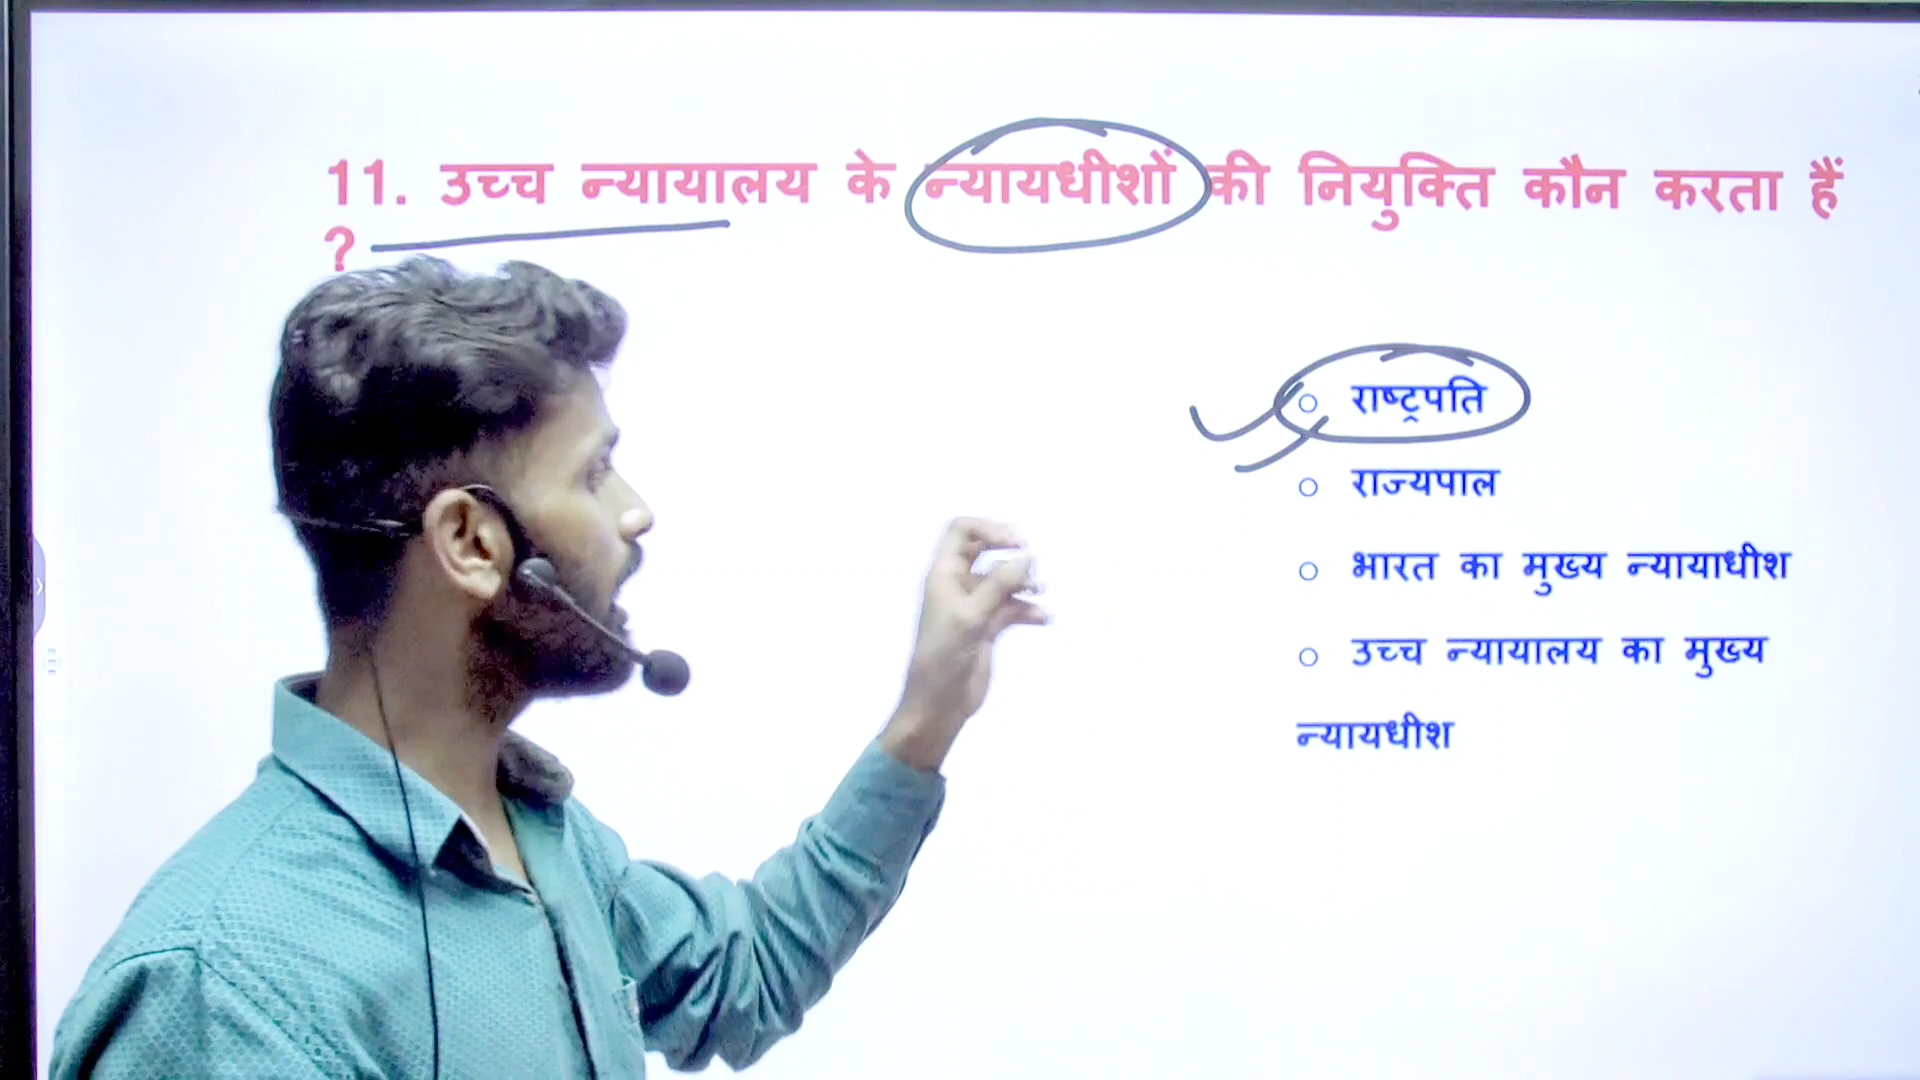 11. उच्च न्यायालय के न्यायधीशों की नियुक्ति कौन करता हैं
?
○ राष्ट्रपति
○ राज्यपाल
○ भारत का मुख्य न्यायाधीश
○ उच्च न्यायालय का मुख्य
न्यायधीश